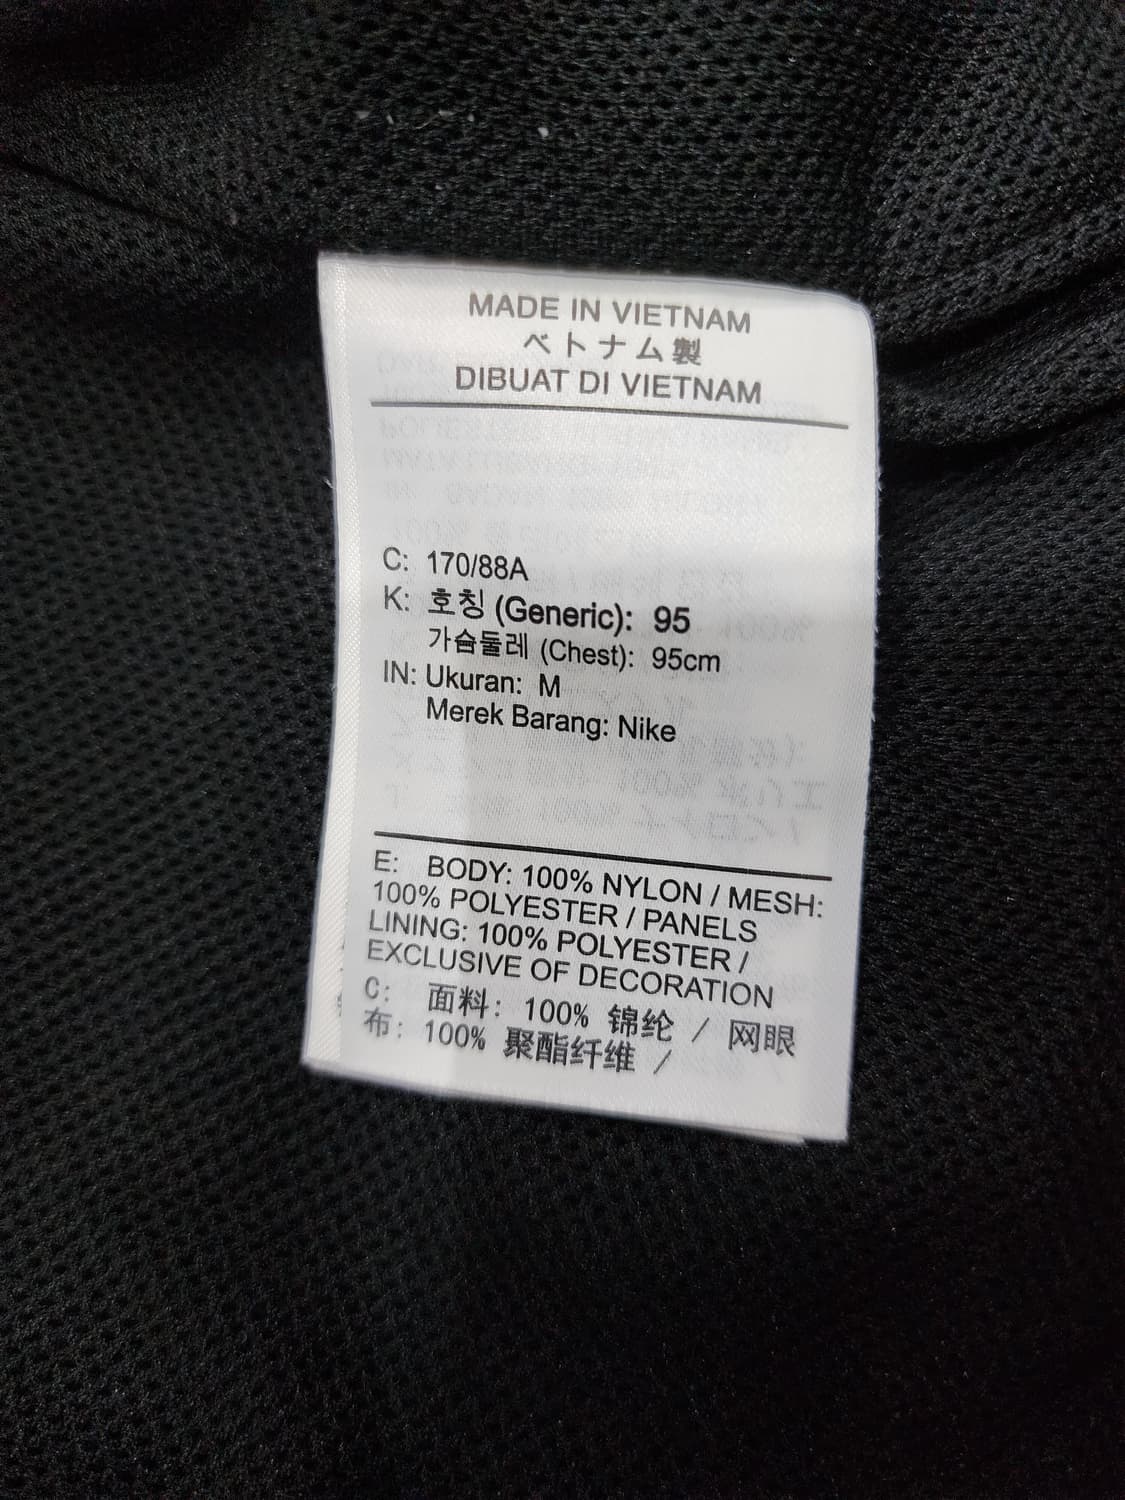 MADE IN VIETNAM
ベトナム製
DIBUAT DI VIETNAM
C: 170/88A
K: 호칭 (Generic): 95
가슴둘레 (Chest): 95cm
IN: Ukuran: M
Merek Barang: Nike
E: BODY: 100% NYLON / MESH:
100% POLYESTER / PANELS
LINING: 100% POLYESTER /
EXCLUSIVE OF DECORATION
C: 面料: 100% 锦纶 / 网眼
布: 100% 聚酯纤维 /